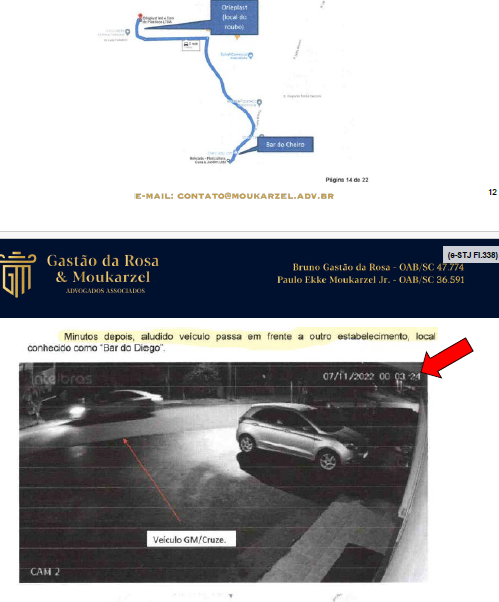 Orieplast
(local do
roubo)
Bar do Cheiro
Página 14 de 22
E-MAIL: CONTATO@MOUKARZEL.ADV.BR
12
(e-STJ Fl.338)
Gastão da Rosa
& Moukarzel
ADVOGADOS ASSOCIADOS
Bruno Gastão da Rosa - OAB/SC 47.774
Paulo Ekke Moukarzel Jr. - OAB/SC 36.591
Minutos depois, aludido veículo passa em frente a outro estabelecimento, local
conhecido como "Bar do Diego".
intelbras
07/11/2022 00:03:24
Veículo GM/Cruze.
CAM 2